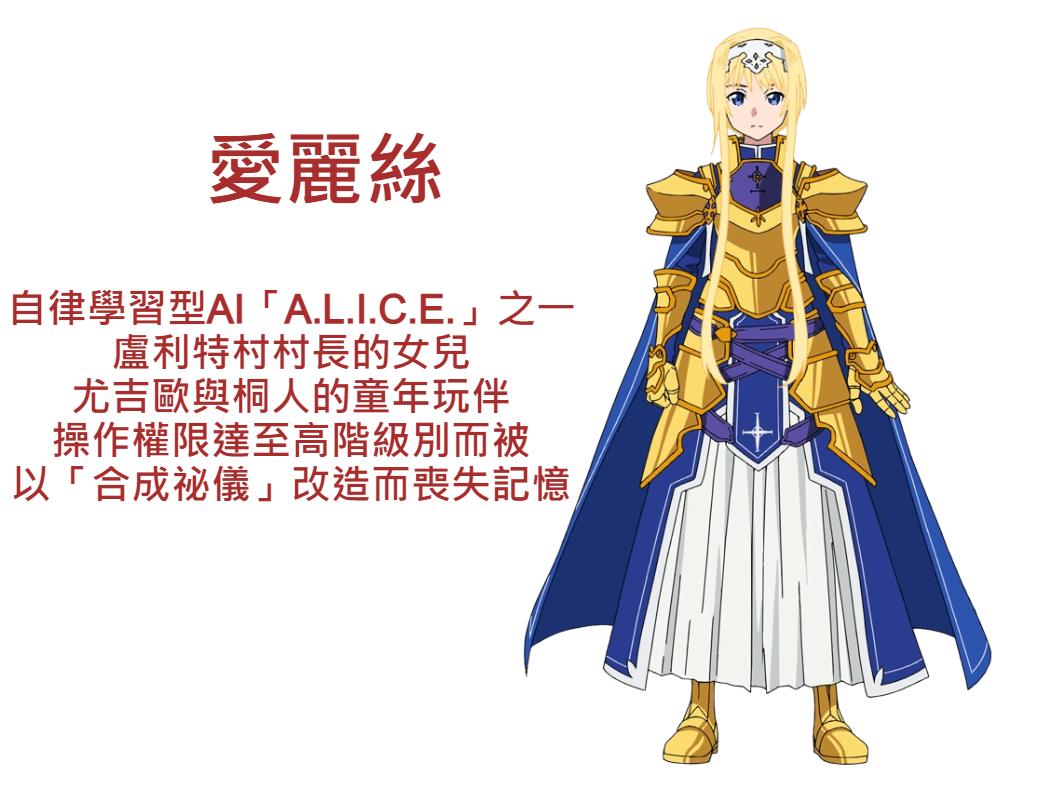 愛麗絲
自律學習型AI「A.L.I.C.E.」之一
盧利特村村長的女兒
尤吉歐與桐人的童年玩伴
操作權限達至高階級別而被
以「合成祕儀」改造而喪失記憶